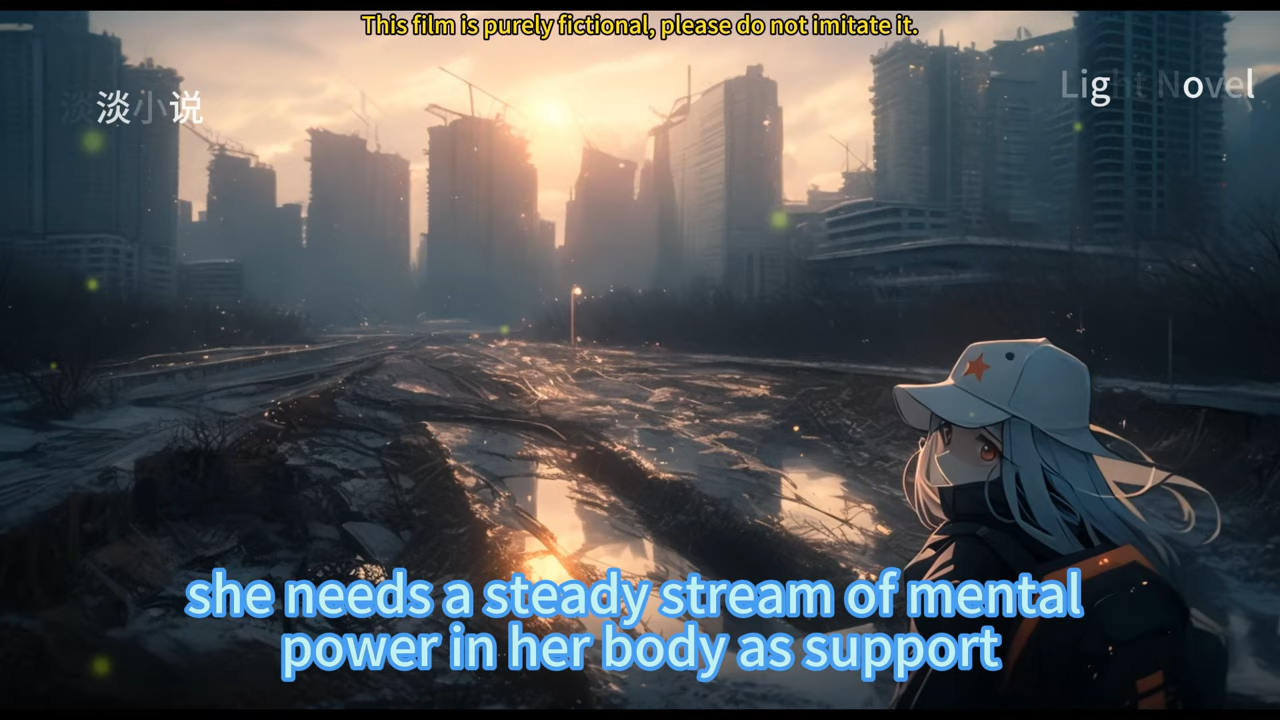 This film is purely fictional, please do not imitate it.
淡淡小说
Light Novel
she needs a steady stream of mental
power in her body as support